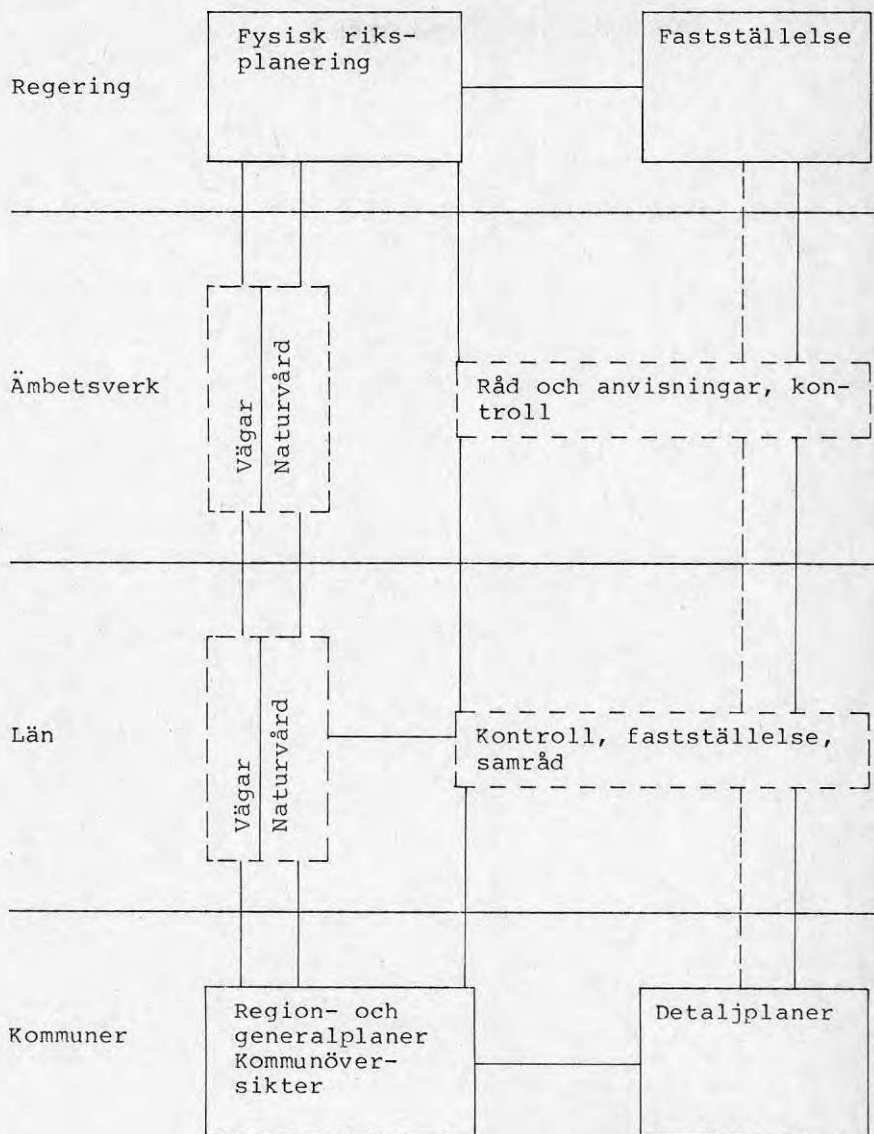 Fysisk riks-
planering
Fastställelse
Regering
Ämbetsverk
Vägar
Naturvård
Råd och anvisningar, kon-
troll
Län
Vägar
Naturvård
Kontroll, fastställelse,
samråd
Kommuner
Region- och
generalplaner
Kommunöver-
sikter
Detaljplaner